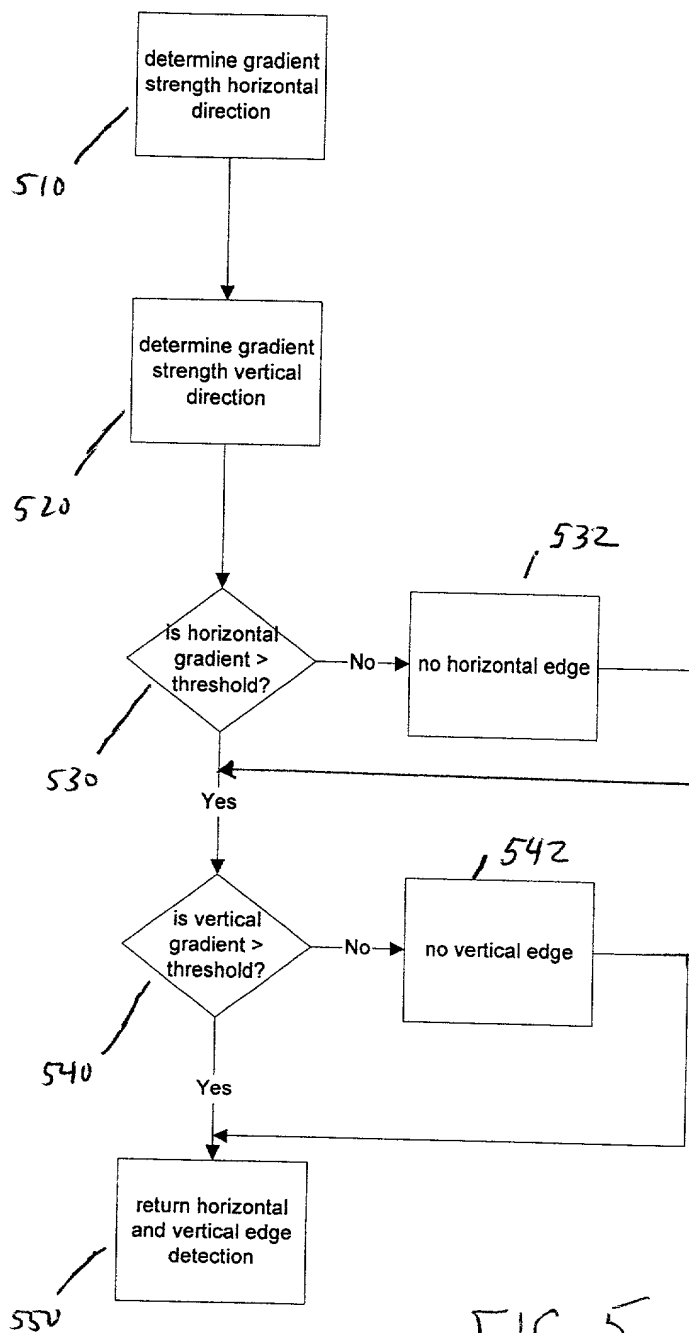 determine gradient
strength horizontal
direction
510
determine gradient
strength vertical
direction
520
532
is horizontal
gradient >
threshold?
No
no horizontal edge
530
Yes
542
is vertical
gradient >
threshold?
No
no vertical edge
540
Yes
return horizontal
and vertical edge
detection
550
FIG 5